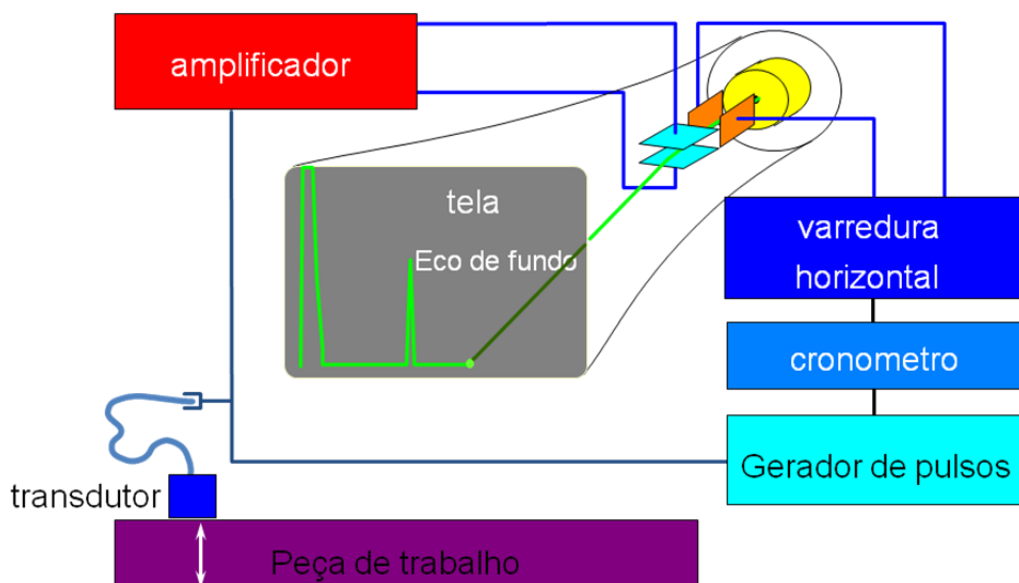 amplificador
tela
Eco de fundo
varredura
horizontal
cronometro
Gerador de pulsos
transdutor
Peça de trabalho